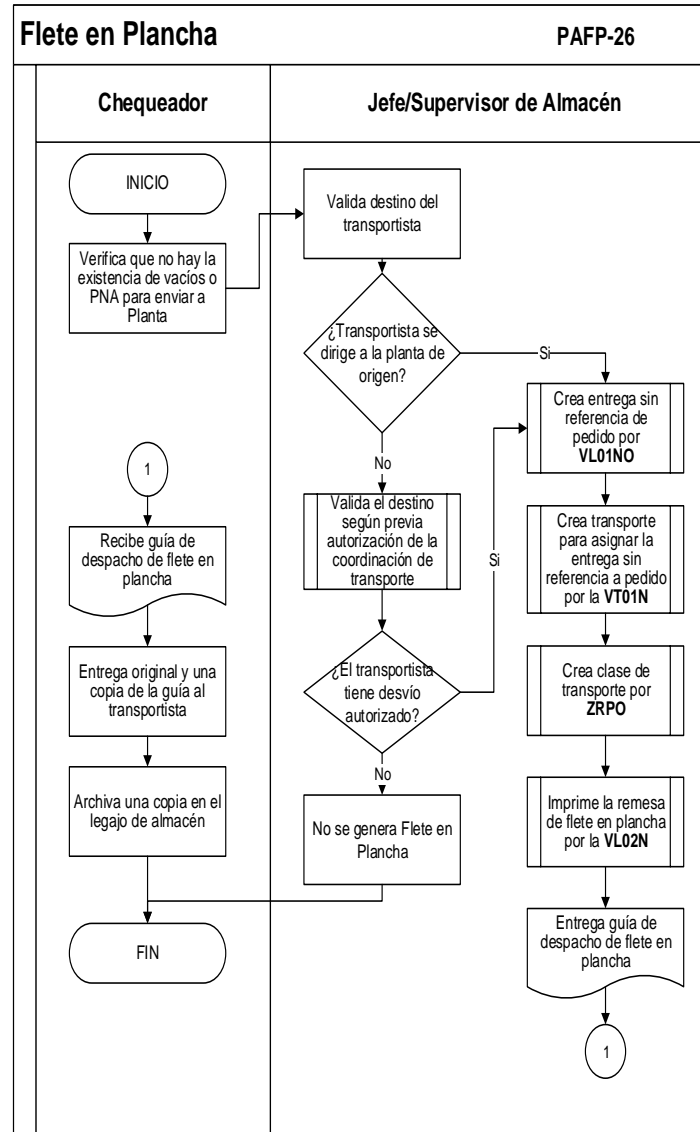 Flete en Plancha
PAFP-26
Chequeador
Jefe/Supervisor de Almacén
INICIO
Verifica que no hay la
existencia de vacíos o
PNA para enviar a
Planta
Valida destino del
transportista
¿Transportista se
dirige a la planta de
origen?
Si
No
Valida el destino
según previa
autorización de la
coordinación de
transporte
¿El transportista
tiene desvío
autorizado?
Si
No
No se genera Flete en
Plancha
Crea entrega sin
referencia de
pedido por
VL01NO
Crea transporte
para asignar la
entrega sin
referencia a pedido
por la VT01N
Crea clase de
transporte por
ZRPO
Imprime la remesa
de flete en plancha
por la VL02N
Entrega guía de
despacho de flete en
plancha
1
1
Recibe guía de
despacho de flete en
plancha
Entrega original y una
copia de la guía al
transportista
Archiva una copia en el
legajo de almacén
FIN